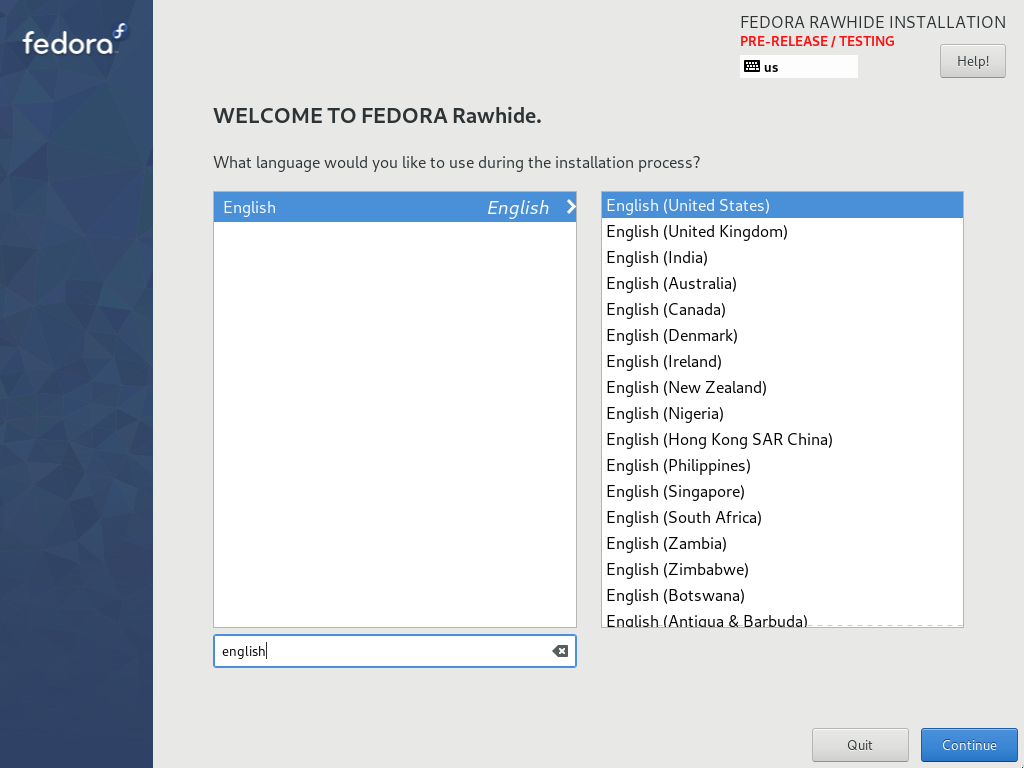 fedora
FEDORA RAWHIDE INSTALLATION
PRE-RELEASE / TESTING
us
Help!
WELCOME TO FEDORA Rawhide.
What language would you like to use during the installation process?
English English
English (United States)
English (United Kingdom)
English (India)
English (Australia)
English (Canada)
English (Denmark)
English (Ireland)
English (New Zealand)
English (Nigeria)
English (Hong Kong SAR China)
English (Philippines)
English (Singapore)
English (South Africa)
English (Zambia)
English (Zimbabwe)
English (Botswana)
English (Antigua & Barbuda)
english
Quit
Continue